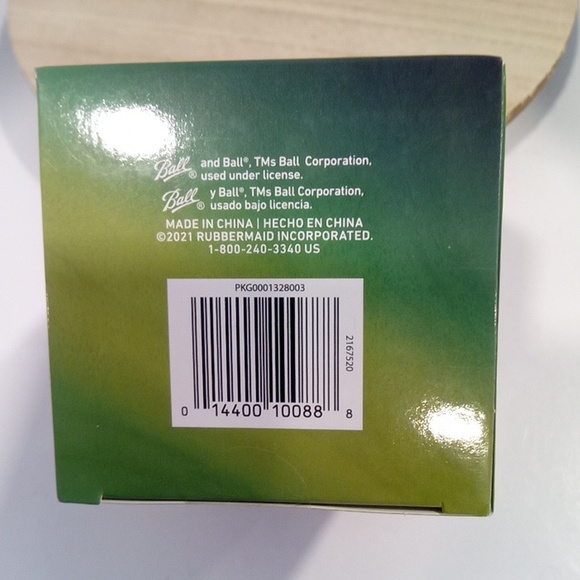 Ball® and Ball®, TMs Ball Corporation,
used under license.
Ball® y Ball®, TMs Ball Corporation,
usado bajo licencia.
MADE IN CHINA | HECHO EN CHINA
©2021 RUBBERMAID INCORPORATED.
1-800-240-3340 US
PKG0001328003
2167520
0 14400 10088 8